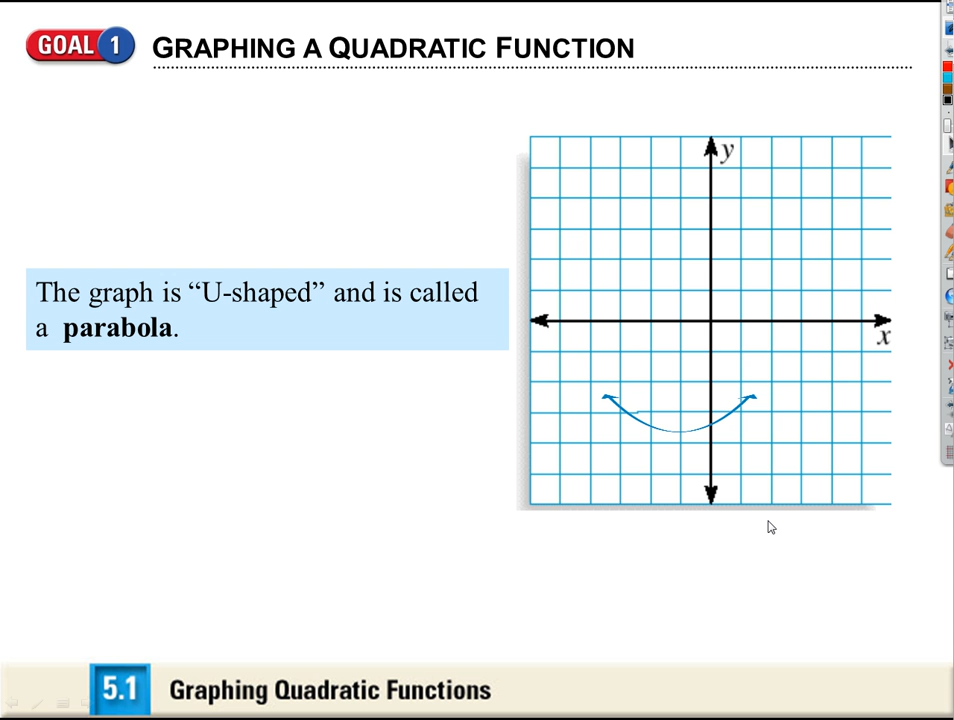 GOAL 1 GRAPHING A QUADRATIC FUNCTION
y
The graph is “U-shaped” and is called
a parabola.
x
5.1 Graphing Quadratic Functions